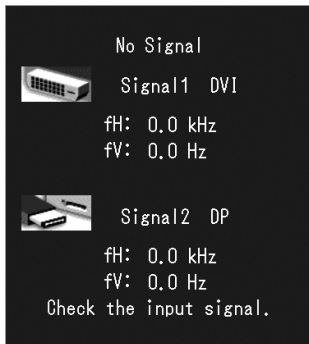 No Signal
Signal1 DVI
fH: 0.0 kHz
fV: 0.0 Hz
Signal2 DP
fH: 0.0 kHz
fV: 0.0 Hz
Check the input signal.